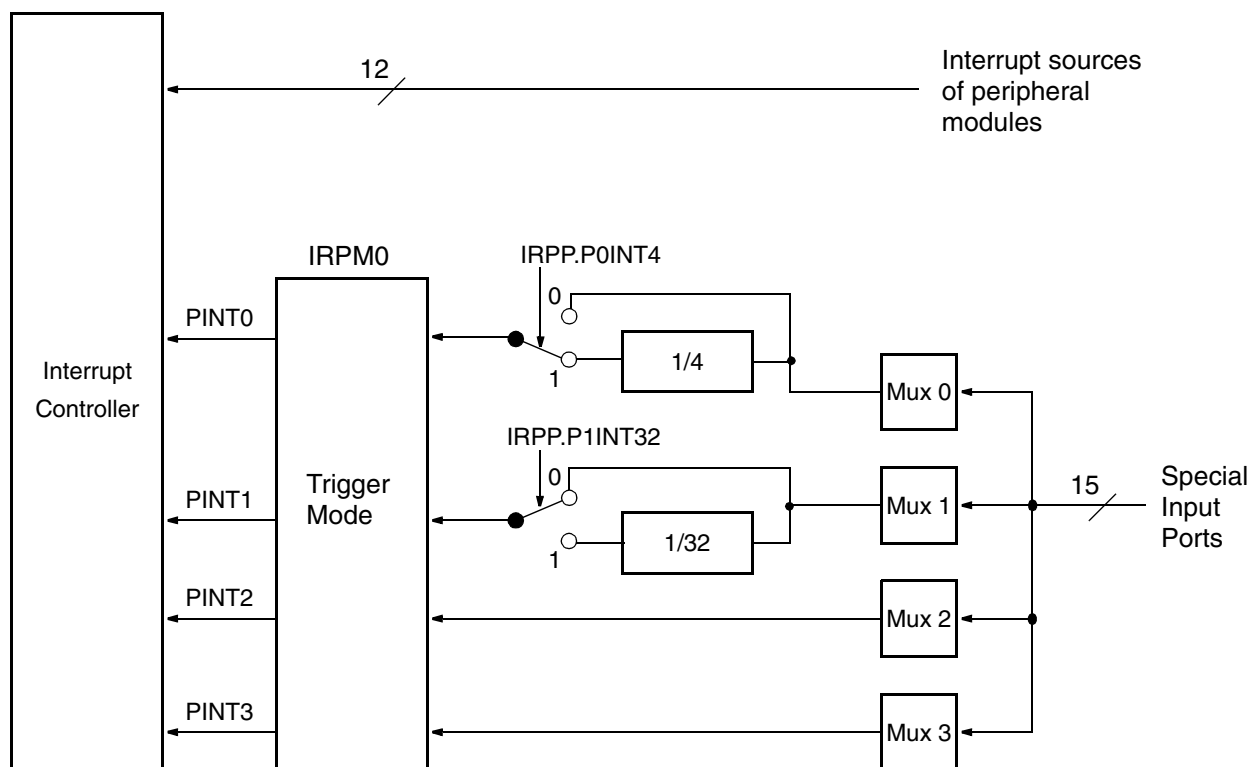 12
Interrupt sources
of peripheral
modules
IRPM0
IRPP.P0INT4
0
PINT0
1/4
1
Interrupt
Controller
Mux 0
IRPP.P1INT32
0
Trigger
Mode
PINT1
Mux 1
15
Special
Input
Ports
1/32
1
PINT2
Mux 2
PINT3
Mux 3